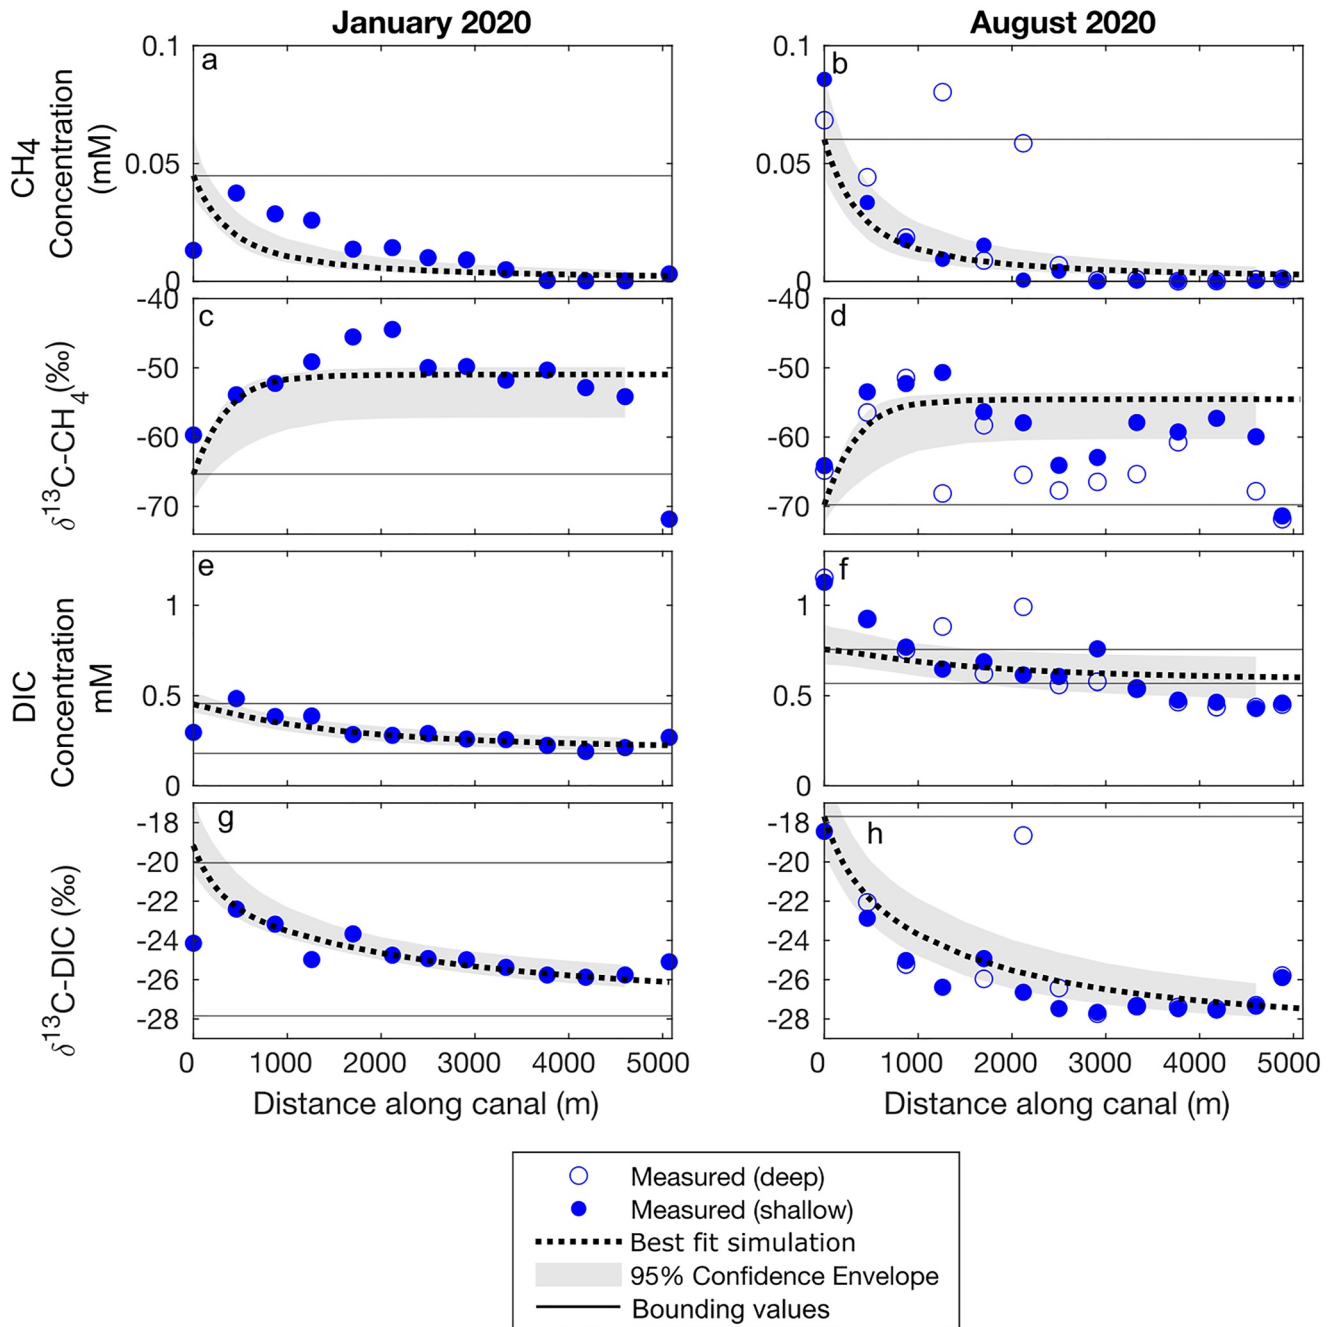 January 2020
August 2020
CH4
Concentration
(mM)
a
0.1
0.05
0
b
0.1
0.05
0
δ13C-CH4(‰)
c
-40
-50
-60
-70
d
-40
-50
-60
-70
DIC
Concentration
mM
e
1
0.5
0
f
1
0.5
0
δ13C-DIC (‰)
g
-18
-20
-22
-24
-26
-28
h
-18
-20
-22
-24
-26
-28
0 1000 2000 3000 4000 5000
0 1000 2000 3000 4000 5000
Distance along canal (m)
Distance along canal (m)
Measured (deep)
Measured (shallow)
Best fit simulation
95% Confidence Envelope
Bounding values